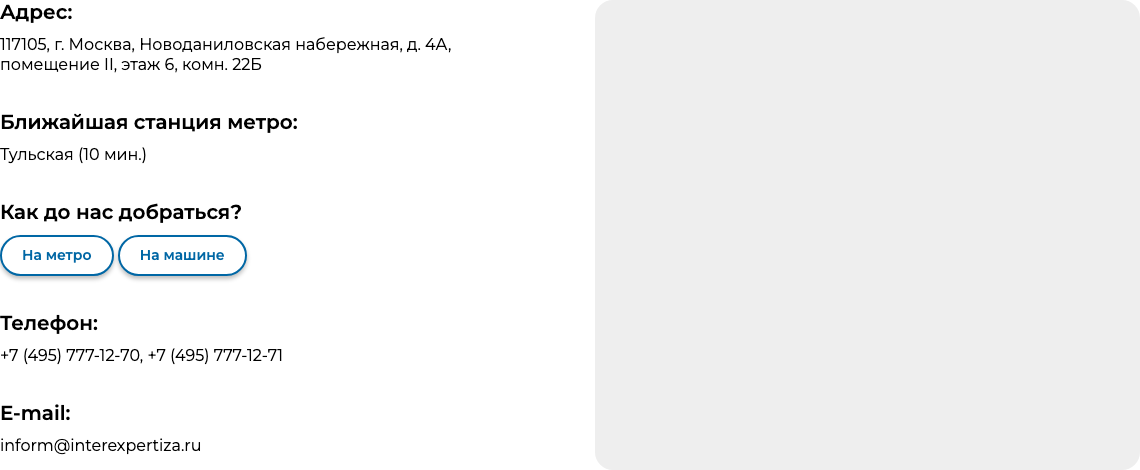 Адрес:
117105, г. Москва, Новоданиловская набережная, д. 4А,
помещение II, этаж 6, комн. 22Б
Ближайшая станция метро:
Тульская (10 мин.)
Как до нас добраться?
На метро На машине
Телефон:
+7 (495) 777-12-70, +7 (495) 777-12-71
E-mail:
inform@interexpertiza.ru